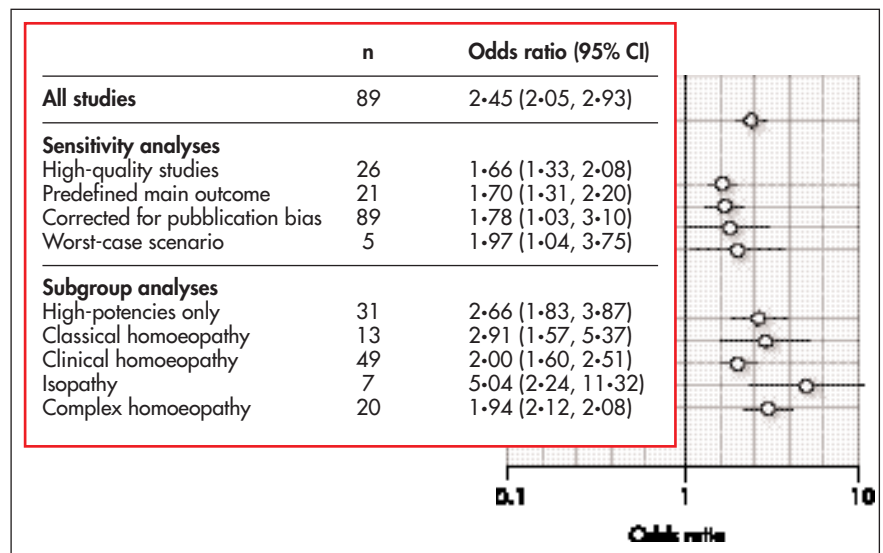 n Odds ratio (95% CI)
All studies 89 2·45 (2·05, 2·93)
Sensitivity analyses
High-quality studies 26 1·66 (1·33, 2·08)
Predefined main outcome 21 1·70 (1·31, 2·20)
Corrected for pubblication bias 89 1·78 (1·03, 3·10)
Worst-case scenario 5 1·97 (1·04, 3·75)
Subgroup analyses
High-potencies only 31 2·66 (1·83, 3·87)
Classical homoeopathy 13 2·91 (1·57, 5·37)
Clinical homoeopathy 49 2·00 (1·60, 2·51)
Isopathy 7 5·04 (2·24, 11·32)
Complex homoeopathy 20 1·94 (2·12, 2·08)
0.1 1 10
Odds ratio